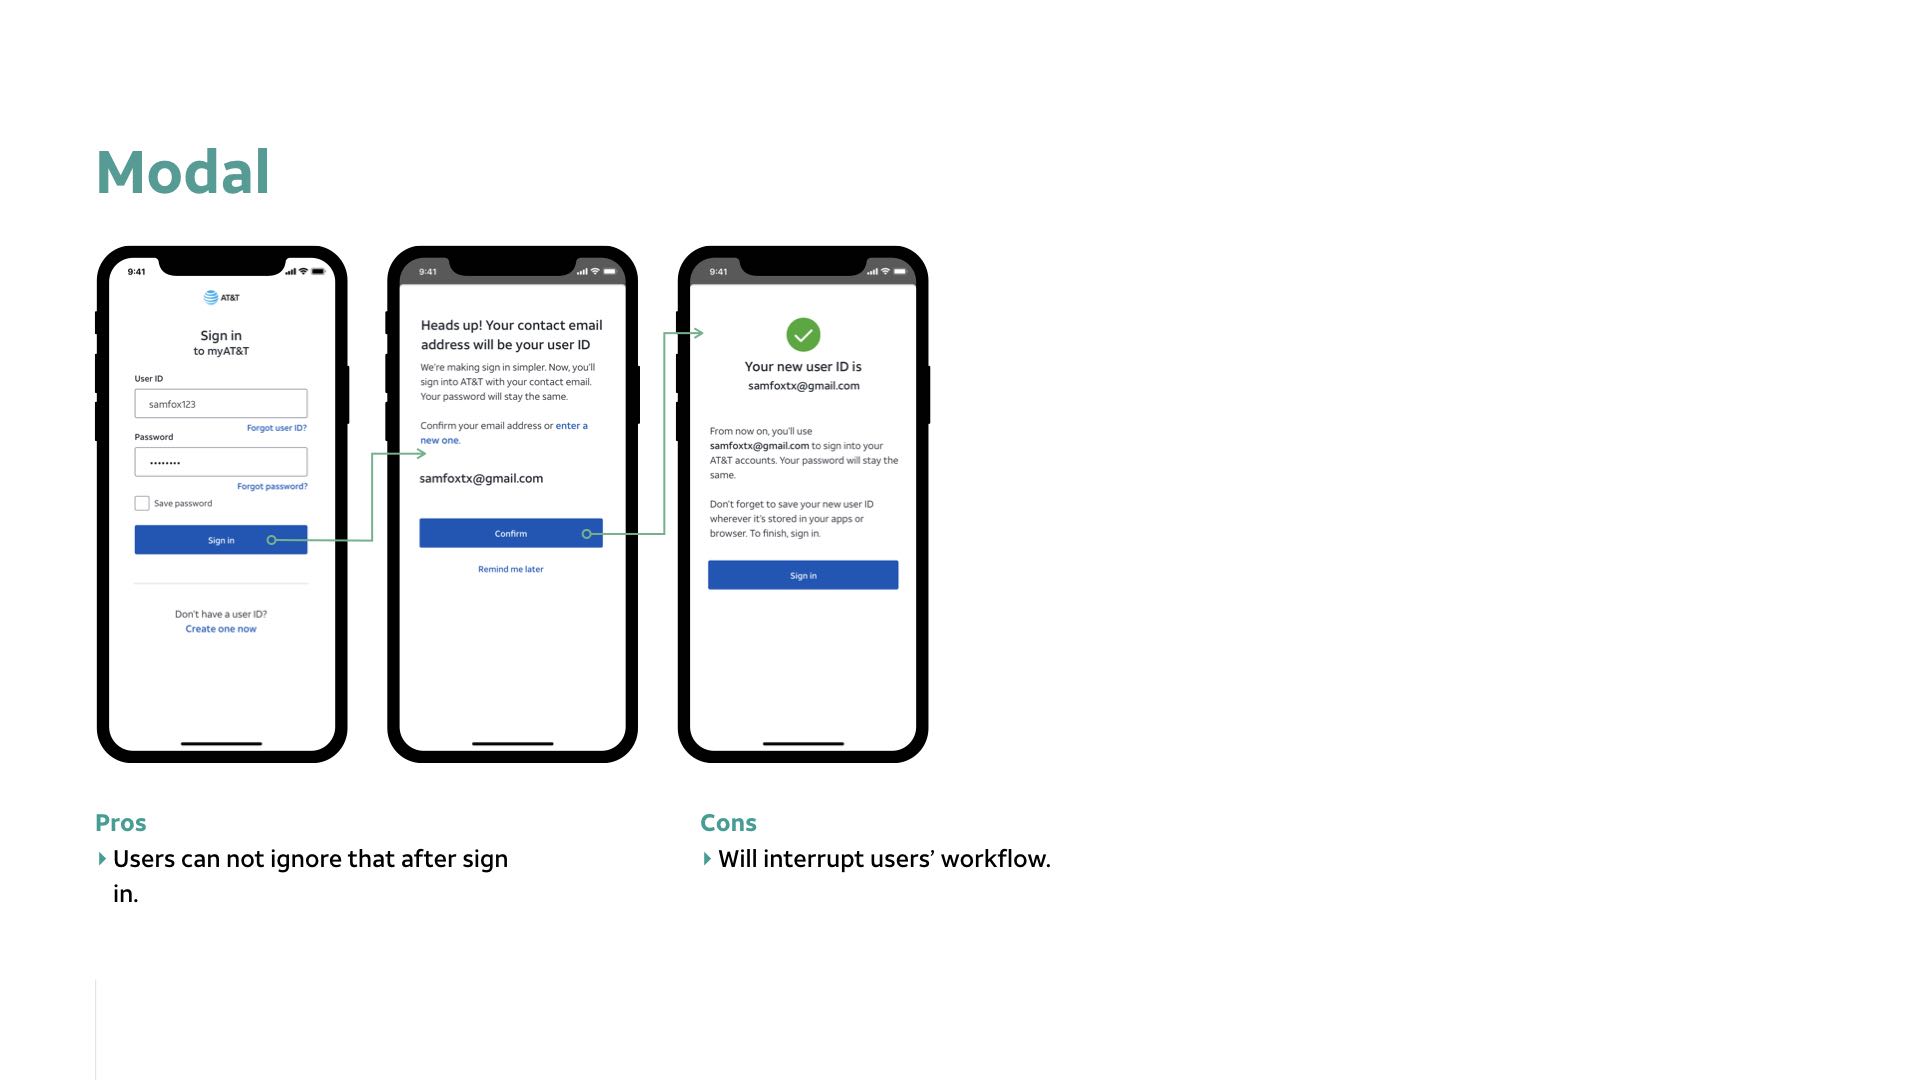 Modal
9:41
AT&T
Sign in
to myAT&T
User ID
samfox123
Forgot user ID?
Password
••••••••
Forgot password?
Save password
Sign in
Don't have a user ID?
Create one now
9:41
Heads up! Your contact email
address will be your user ID
We're making sign in simpler. Now, you'll
sign into AT&T with your contact email.
Your password will stay the same.
Confirm your email address or enter a
new one.
samfoxtx@gmail.com
Confirm
Remind me later
9:41
Your new user ID is
samfoxtx@gmail.com
From now on, you'll use
samfoxtx@gmail.com to sign into your
AT&T accounts. Your password will stay the
same.
Don't forget to save your new user ID
wherever it's stored in your apps or
browser. To finish, sign in.
Sign in
Pros
Users can not ignore that after sign
in.
Cons
Will interrupt users’ workflow.